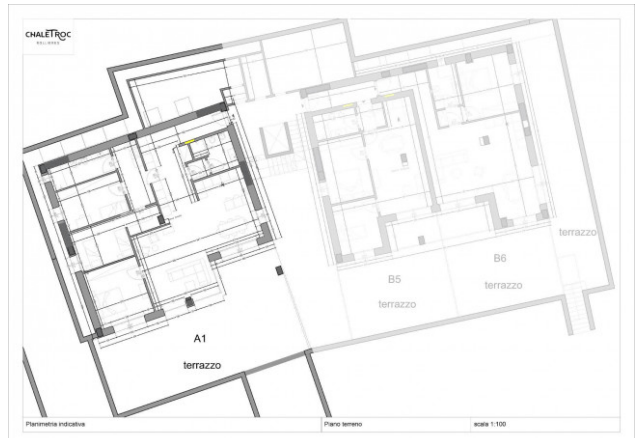 CHALETROC
A1
terrazzo
B5
terrazzo
B6
terrazzo
terrazzo
Planimetria indicativa
Piano terreno
scala 1:100